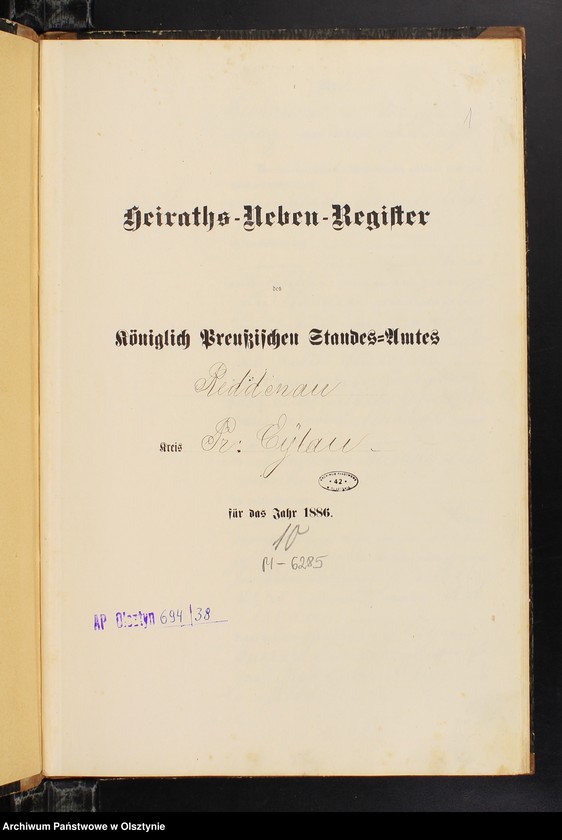 1
Heiraths-Neben-Register
des
Königlich Preußischen Standes-Amtes
Reddenau
Kreis Pr: Eylau
42
für das Jahr 1886.
10
M-6285
AP Olsztyn 694/38
Archiwum Państwowe w Olsztynie